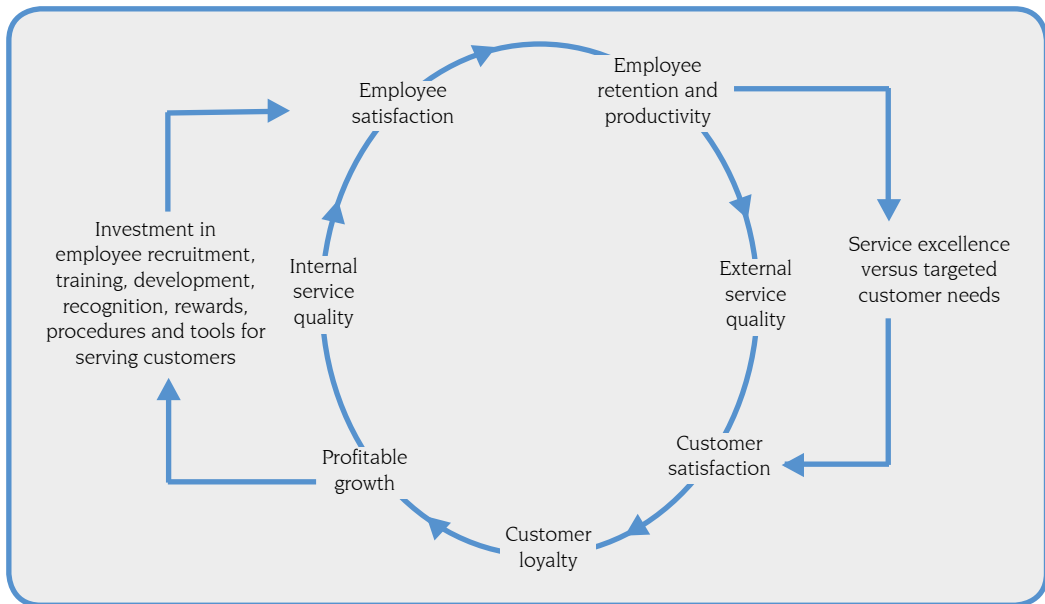 Employee
satisfaction
Employee
retention and
productivity
Investment in
employee recruitment,
training, development,
recognition, rewards,
procedures and tools for
serving customers
Internal
service
quality
External
service
quality
Service excellence
versus targeted
customer needs
Profitable
growth
Customer
satisfaction
Customer
loyalty